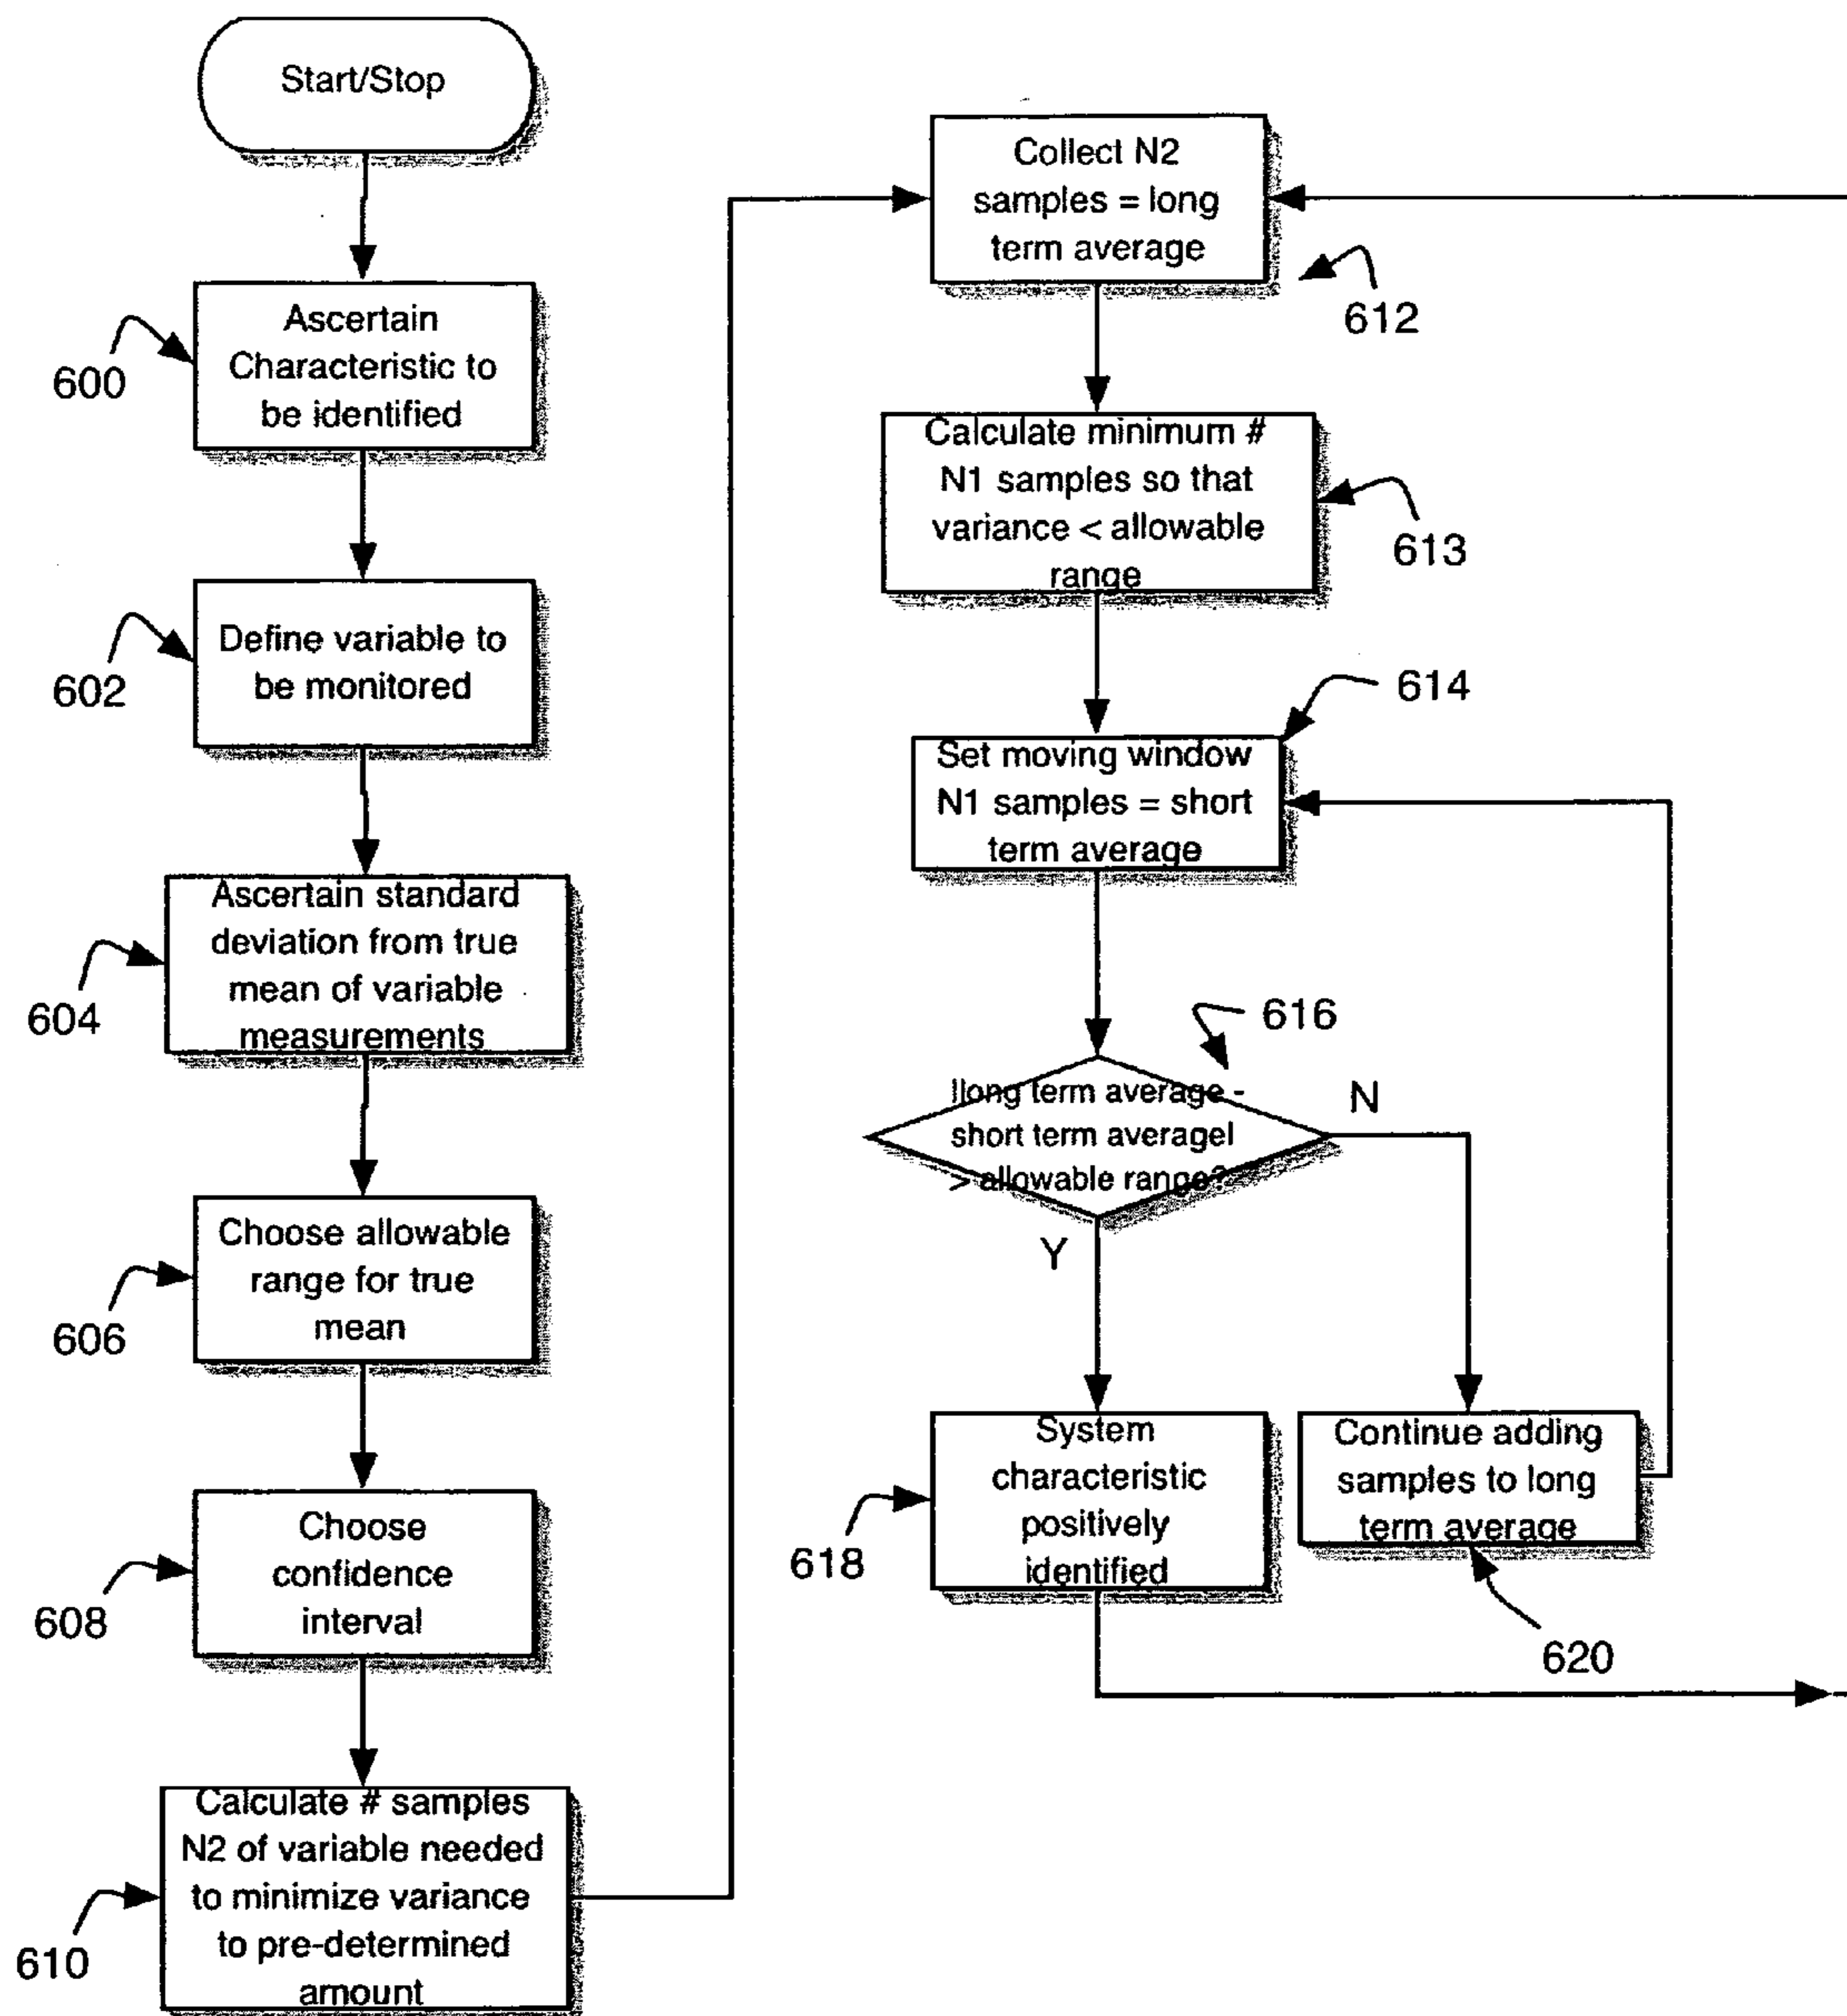 Start/Stop
Ascertain
Characteristic to
be identified
600
Define variable to
be monitored
602
Ascertain standard
deviation from true
mean of variable
measurements
604
Choose allowable
range for true
mean
606
Choose
confidence
interval
608
Calculate # samples
N2 of variable needed
to minimize variance
to pre-determined
amount
610
Collect N2
samples = long
term average
612
Calculate minimum #
N1 samples so that
variance < allowable
range
613
614
Set moving window
N1 samples = short
term average
616
|long term average -
short term average|
> allowable range?
N
Y
System
characteristic
positively
identified
618
Continue adding
samples to long
term average
620